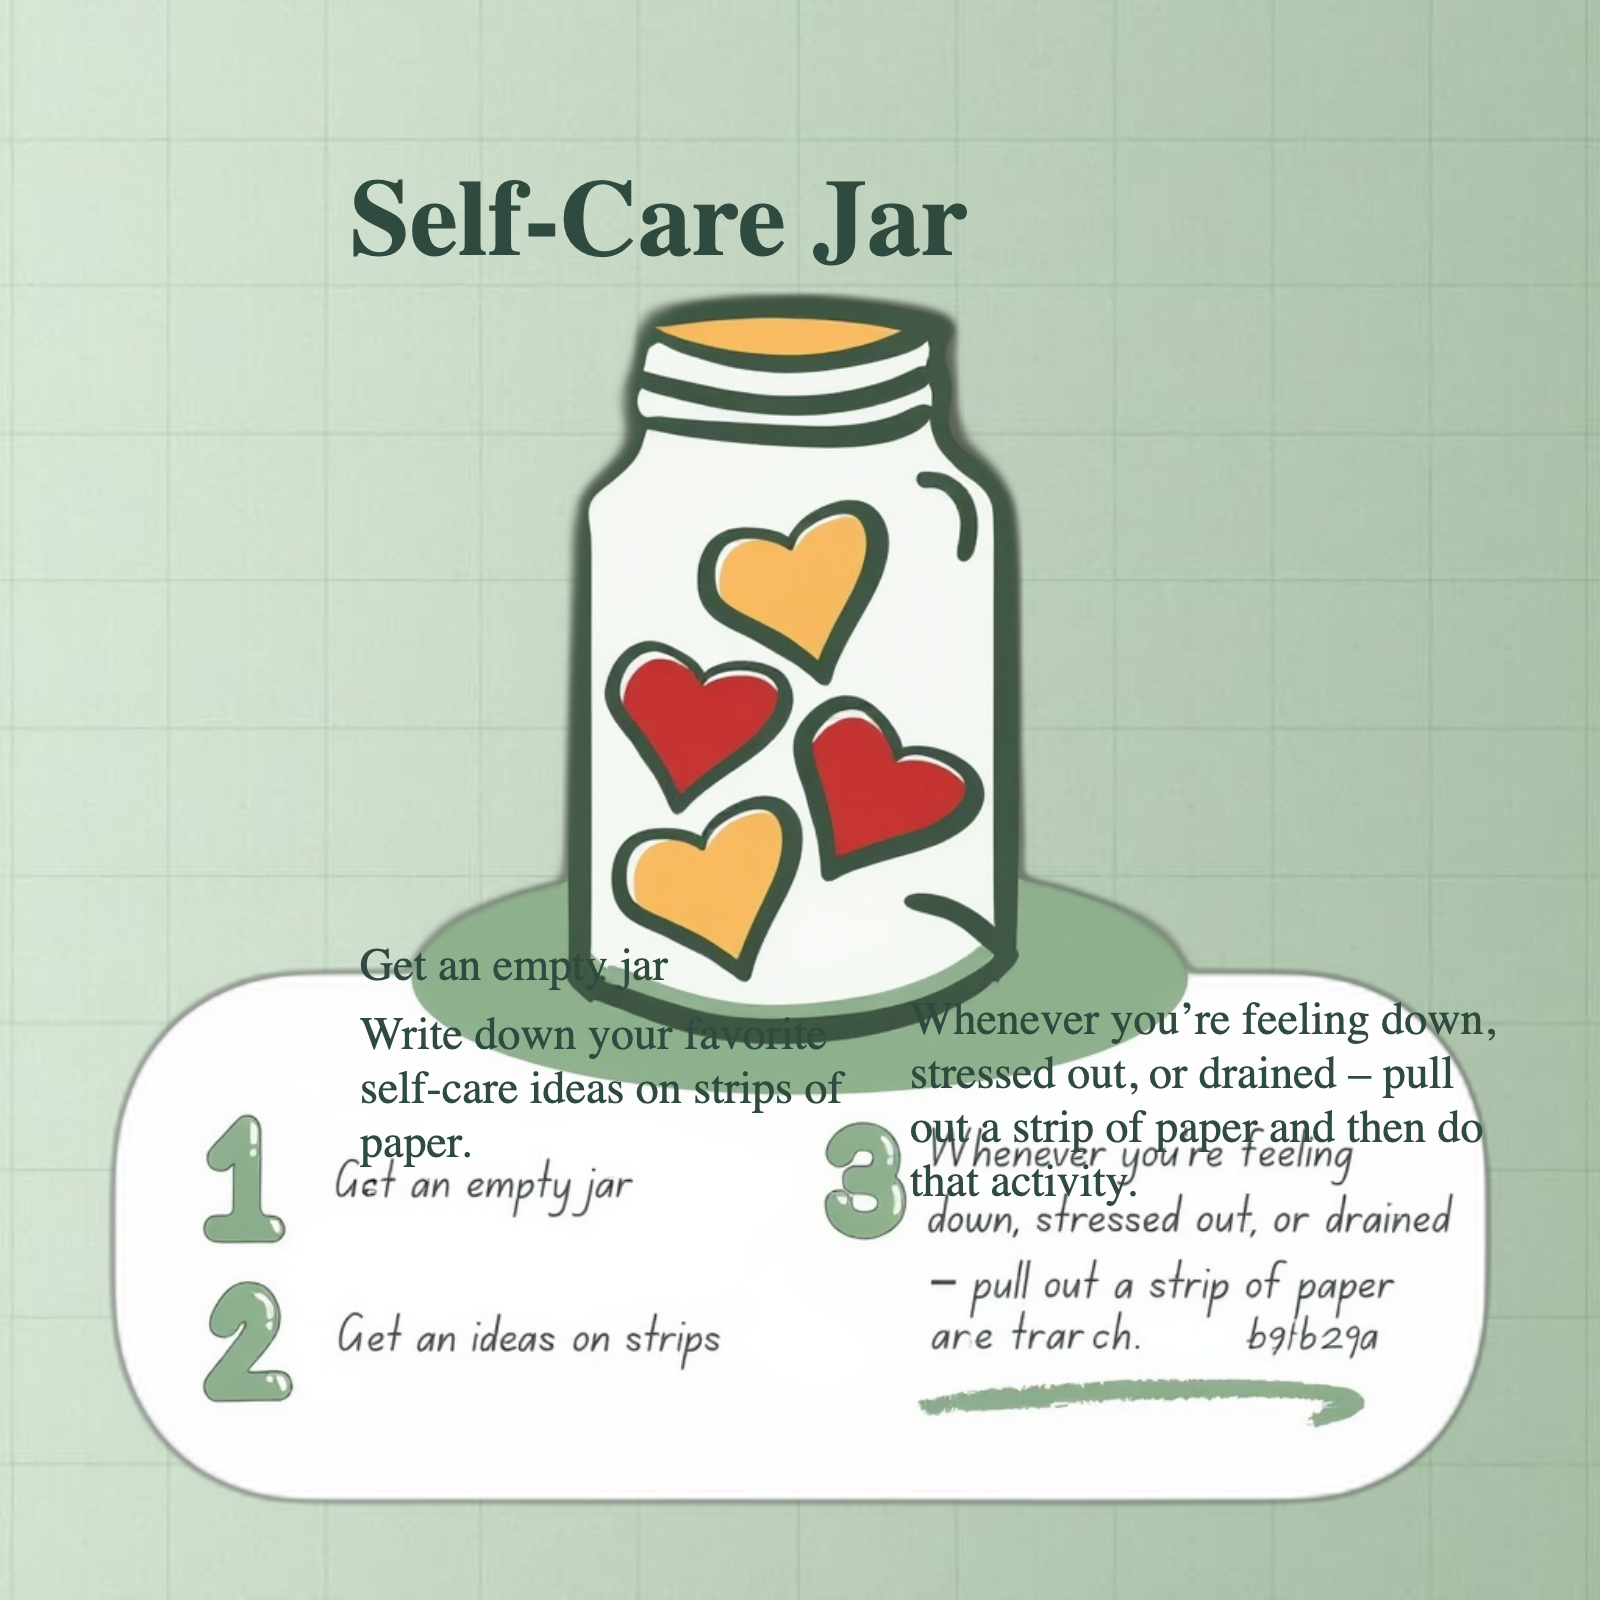 Self-Care Jar
Get an empty jar
Write down your favorite
self-care ideas on strips of
paper.
Whenever you’re feeling down,
stressed out, or drained – pull
out a strip of paper and then do
that activity.
1
Get an empty jar
2
Get an ideas on strips
3
Whenever you're feeling
down, stressed out, or drained
– pull out a strip of paper
are trar ch.